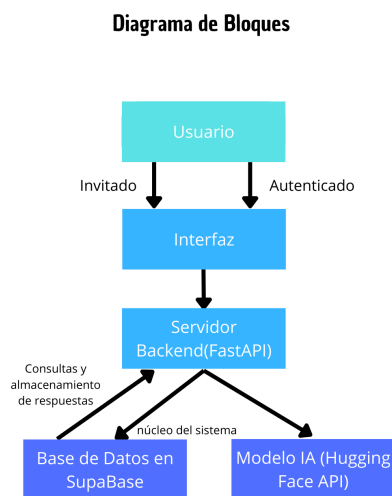 Diagrama de Bloques
Usuario
Invitado
Autenticado
Interfaz
Servidor
Backend(FastAPI)
Consultas y
almacenamiento
de respuestas
núcleo del sistema
Base de Datos en
SupaBase
Modelo IA (Hugging
Face API)